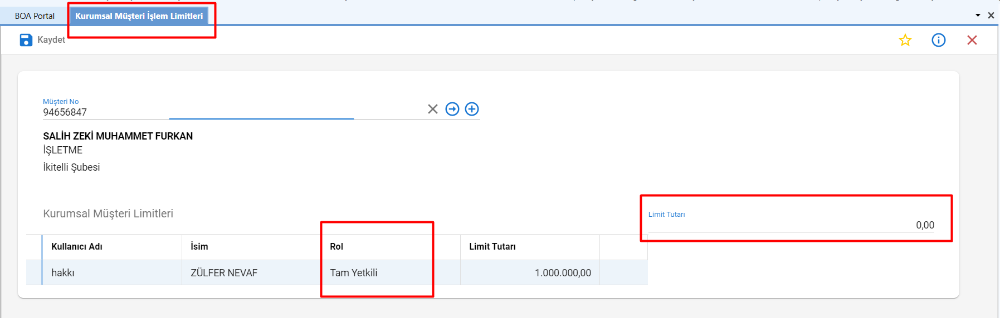 BOA Portal
Kurumsal Müşteri İşlem Limitleri
Kaydet
Müşteri No
94656847
SALİH ZEKİ MUHAMMET FURKAN
İŞLETME
İkitelli Şubesi
Kurumsal Müşteri Limitleri
Limit Tutarı
0,00
Kullanıcı Adı İsim Rol Limit Tutarı
hakkı ZÜLFER NEVAF Tam Yetkili 1.000.000,00